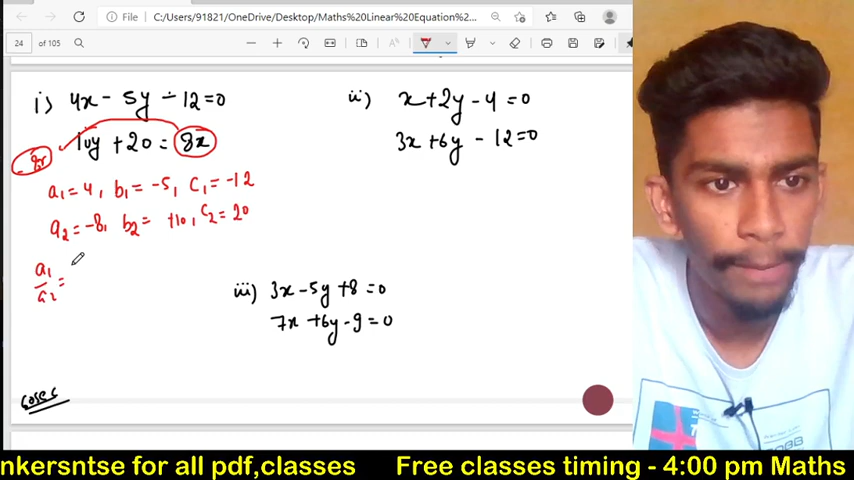 File C:/Users/91821/OneDrive/Desktop/Maths%20Linear%20Equation%2...
24 of 105
i) 4x - 5y - 12 = 0
10y + 20 = 8x
-8x
a1 = 4, b1 = -5, c1 = -12
a2 = -8, b2 = +10, c2 = 20
a1/a2 =
ii) x + 2y - 4 = 0
3x + 6y - 12 = 0
iii) 3x - 5y + 8 = 0
7x + 6y - 9 = 0
nkersntse for all pdf,classes Free classes timing - 4:00 pm Maths